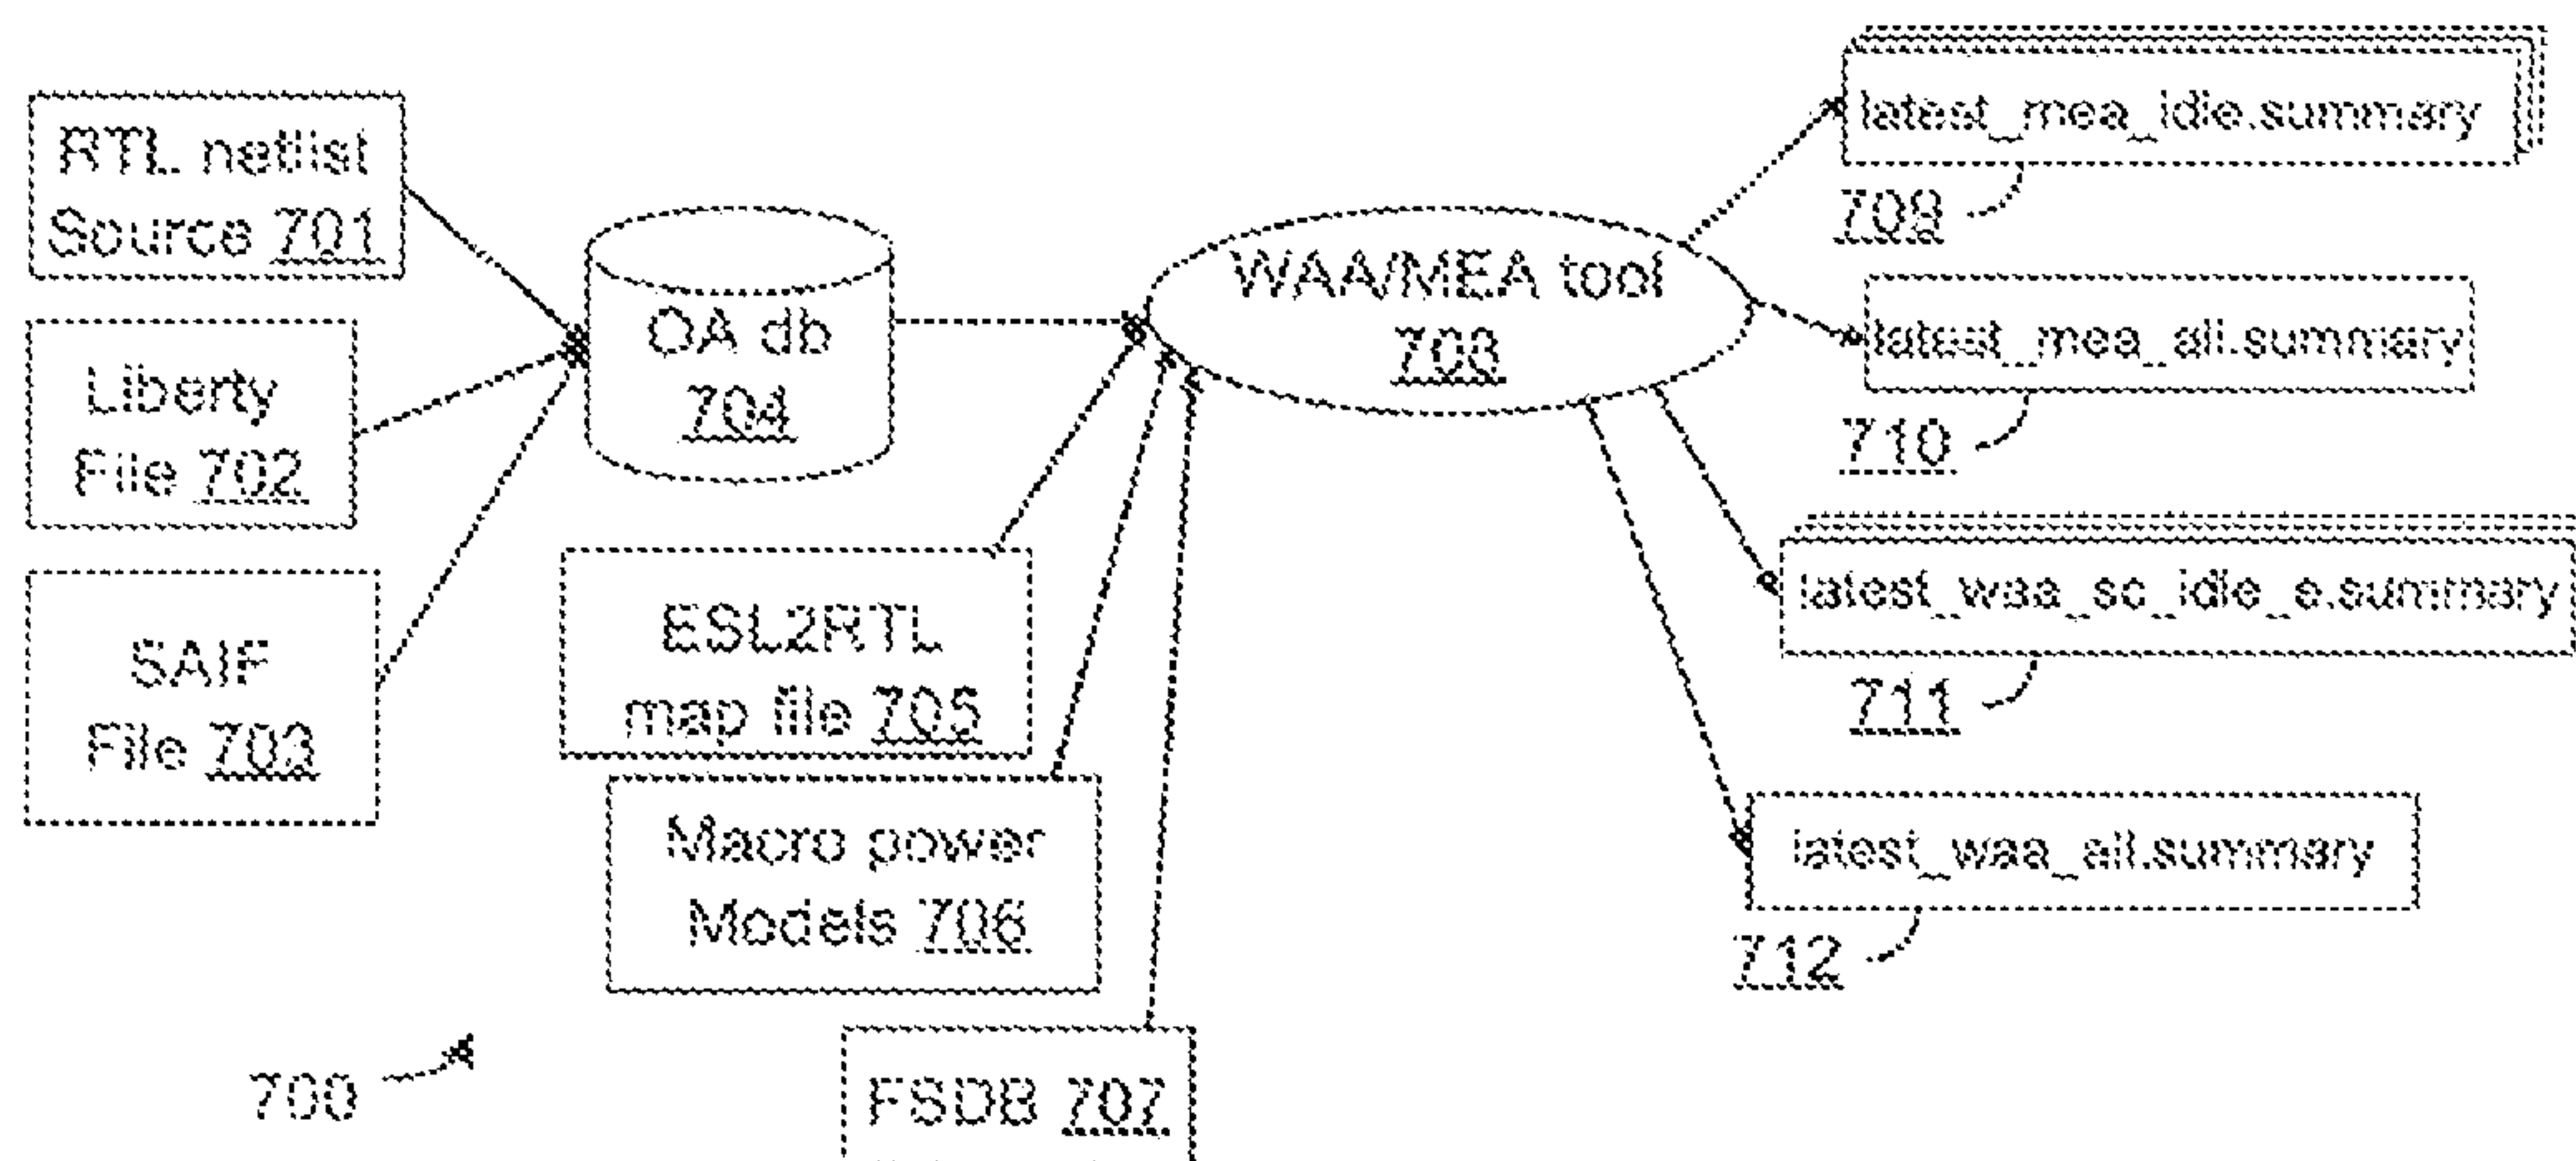 RTL netlist
Source 701
Liberty
File 702
SAIF
File 703
OA db
704
ESL2RTL
map file 705
Macro power
Models 706
FSDB 707
WAA/MEA tool
708
latest_mea_idle.summary
709
latest_mea_all.summary
710
latest_waa_sc_idle_e.summary
711
latest_waa_all.summary
712
700